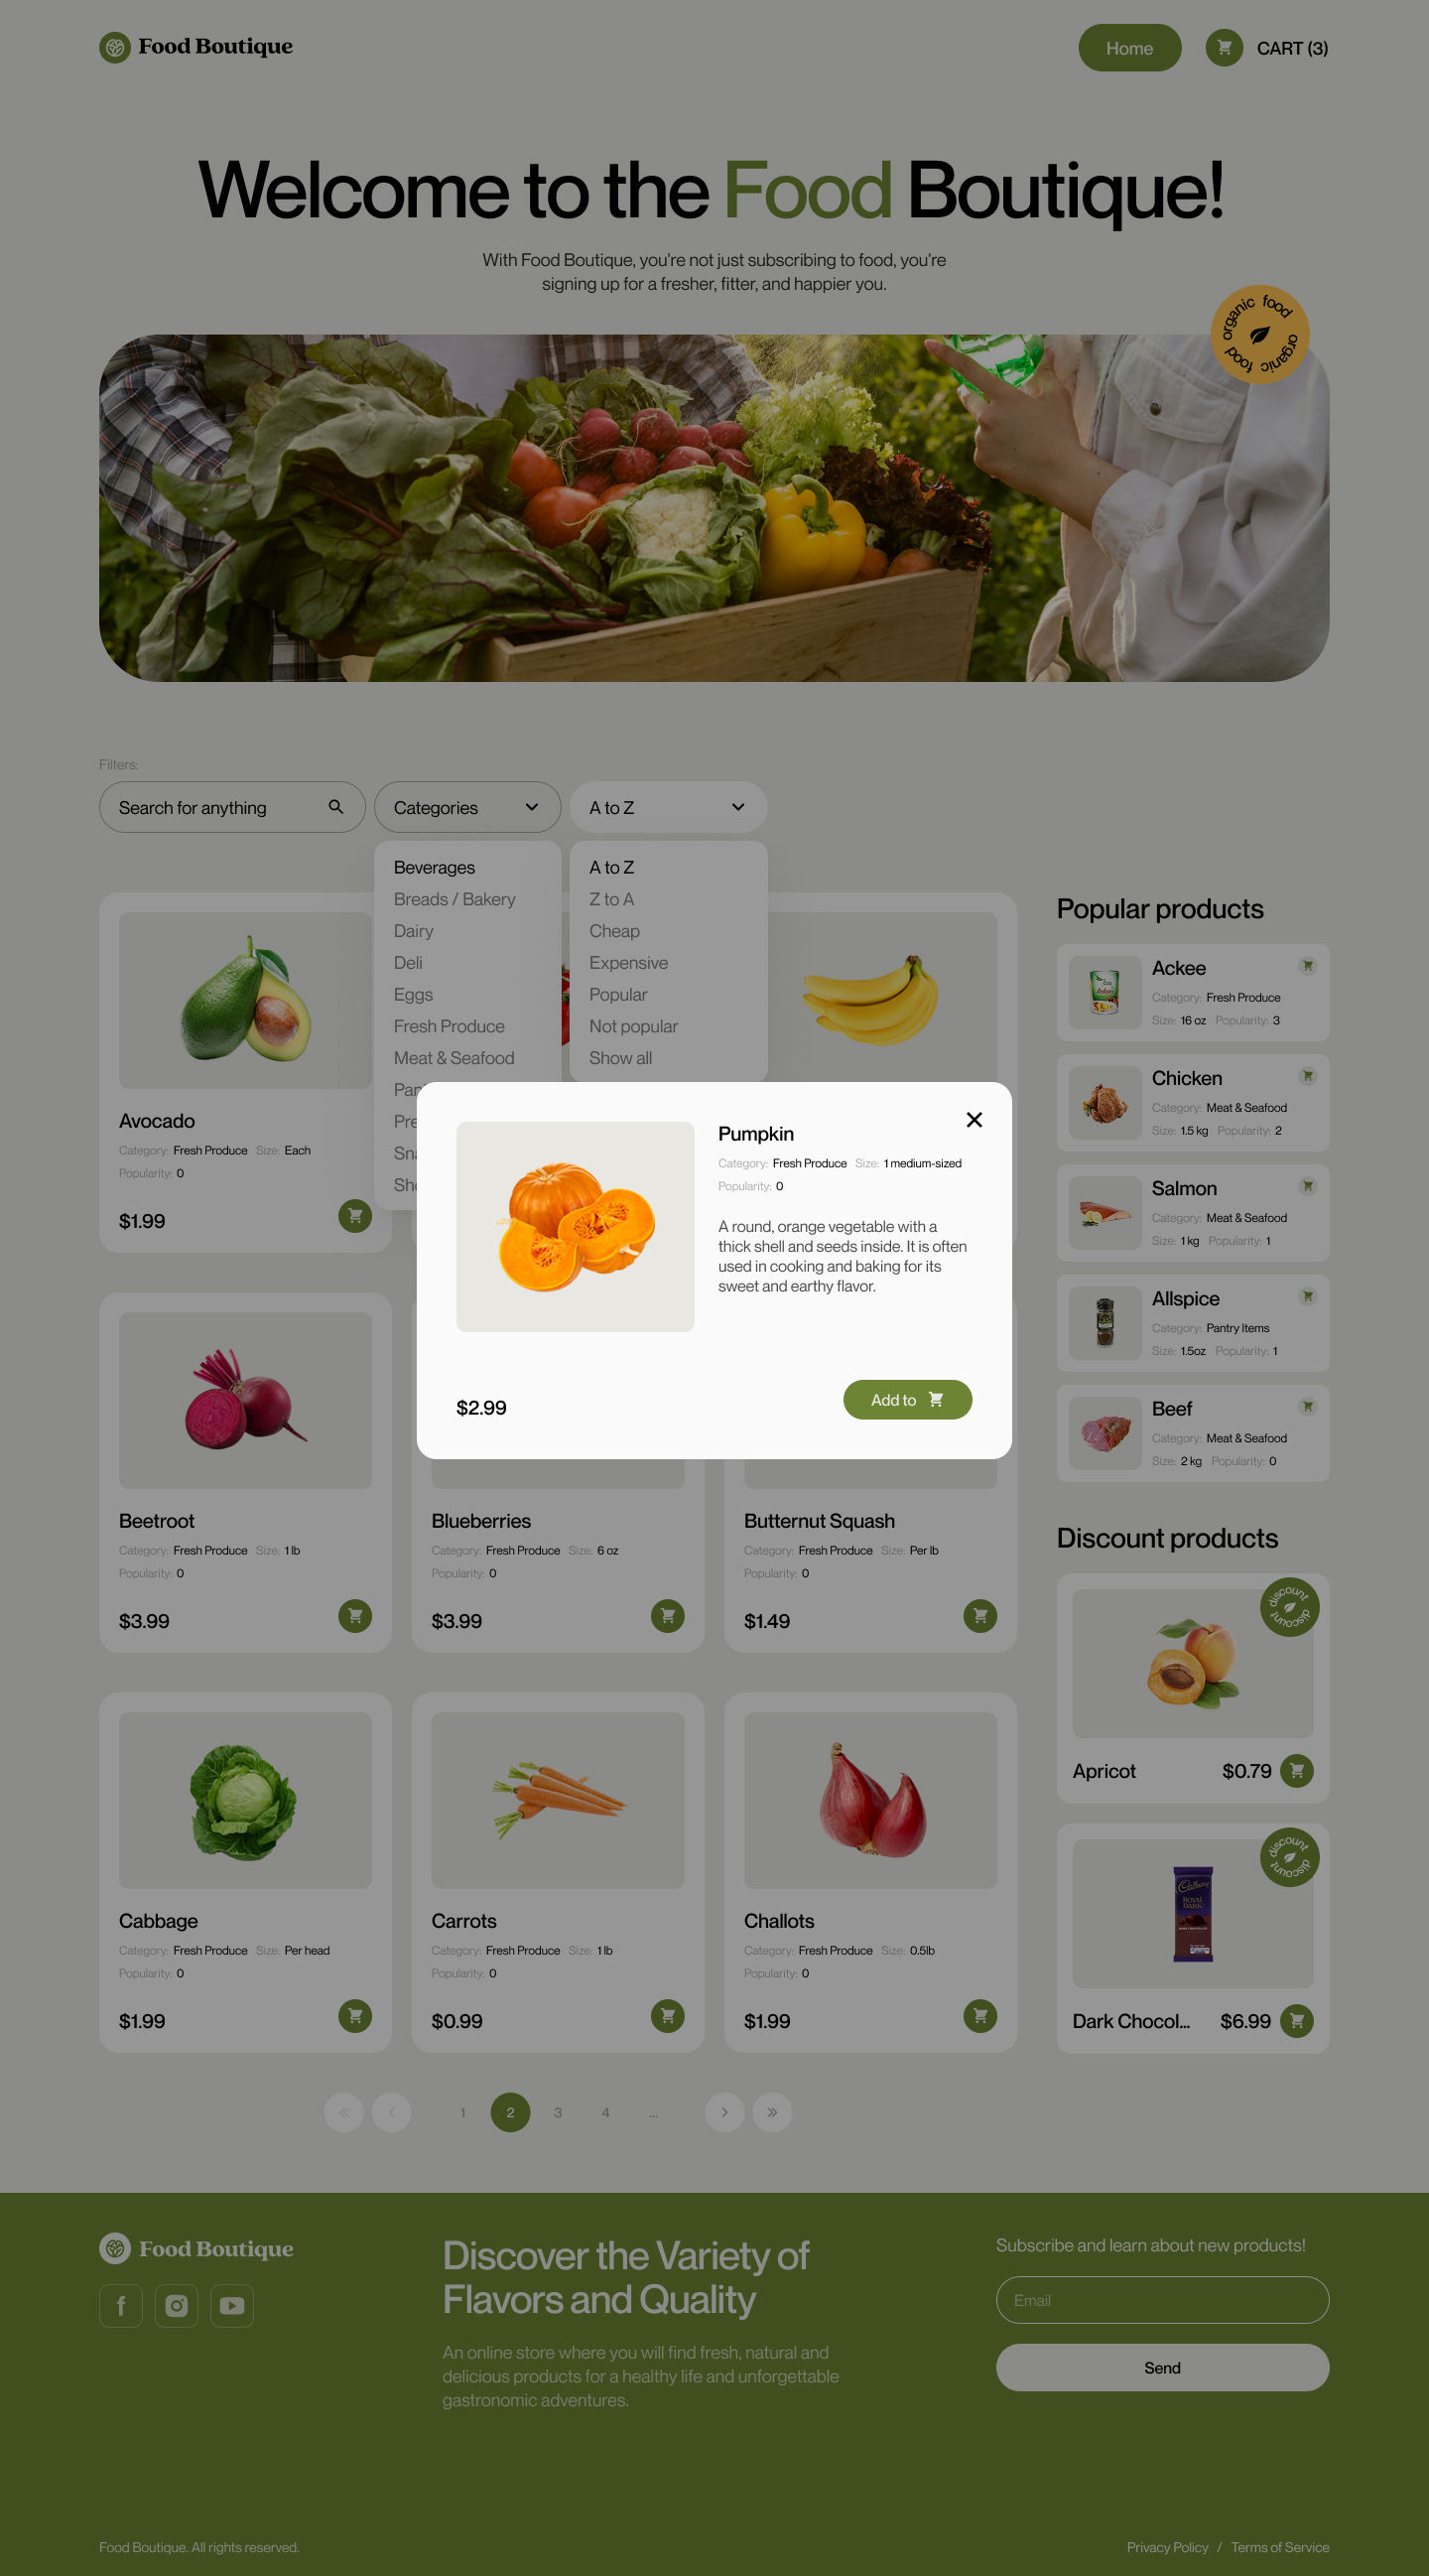 Food Boutique
Home
CART (3)
Welcome to the Food Boutique!
With Food Boutique, you're not just subscribing to food, you're
signing up for a fresher, fitter, and happier you.
organic food organic food
Filters:
Search for anything
Categories
A to Z
Beverages
Breads / Bakery
Dairy
Deli
Eggs
Fresh Produce
Meat & Seafood
A to Z
Z to A
Cheap
Expensive
Popular
Not popular
Show all
Avocado
Category: Fresh Produce Size: Each
Popularity: 0
$1.99
Pumpkin
Category: Fresh Produce Size: 1 medium-sized
Popularity: 0
A round, orange vegetable with a
thick shell and seeds inside. It is often
used in cooking and baking for its
sweet and earthy flavor.
$2.99
Add to
Beetroot
Category: Fresh Produce Size: 1 lb
Popularity: 0
$3.99
Blueberries
Category: Fresh Produce Size: 6 oz
Popularity: 0
$3.99
Butternut Squash
Category: Fresh Produce Size: Per lb
Popularity: 0
$1.49
Cabbage
Category: Fresh Produce Size: Per head
Popularity: 0
$1.99
Carrots
Category: Fresh Produce Size: 1 lb
Popularity: 0
$0.99
Challots
Category: Fresh Produce Size: 0.5lb
Popularity: 0
$1.99
Popular products
Ackee
Category: Fresh Produce
Size: 16 oz Popularity: 3
Chicken
Category: Meat & Seafood
Size: 1.5 kg Popularity: 2
Salmon
Category: Meat & Seafood
Size: 1 kg Popularity: 1
Allspice
Category: Pantry Items
Size: 1.5oz Popularity: 1
Beef
Category: Meat & Seafood
Size: 2 kg Popularity: 0
Discount products
discount discount
Apricot
$0.79
discount discount
Cadbury
ROYAL
DARK
Dark Chocol...
$6.99
1
2
3
4
...
Food Boutique
Discover the Variety of
Flavors and Quality
An online store where you will find fresh, natural and
delicious products for a healthy life and unforgettable
gastronomic adventures.
Subscribe and learn about new products!
Email
Send
Food Boutique. All rights reserved.
Privacy Policy / Terms of Service